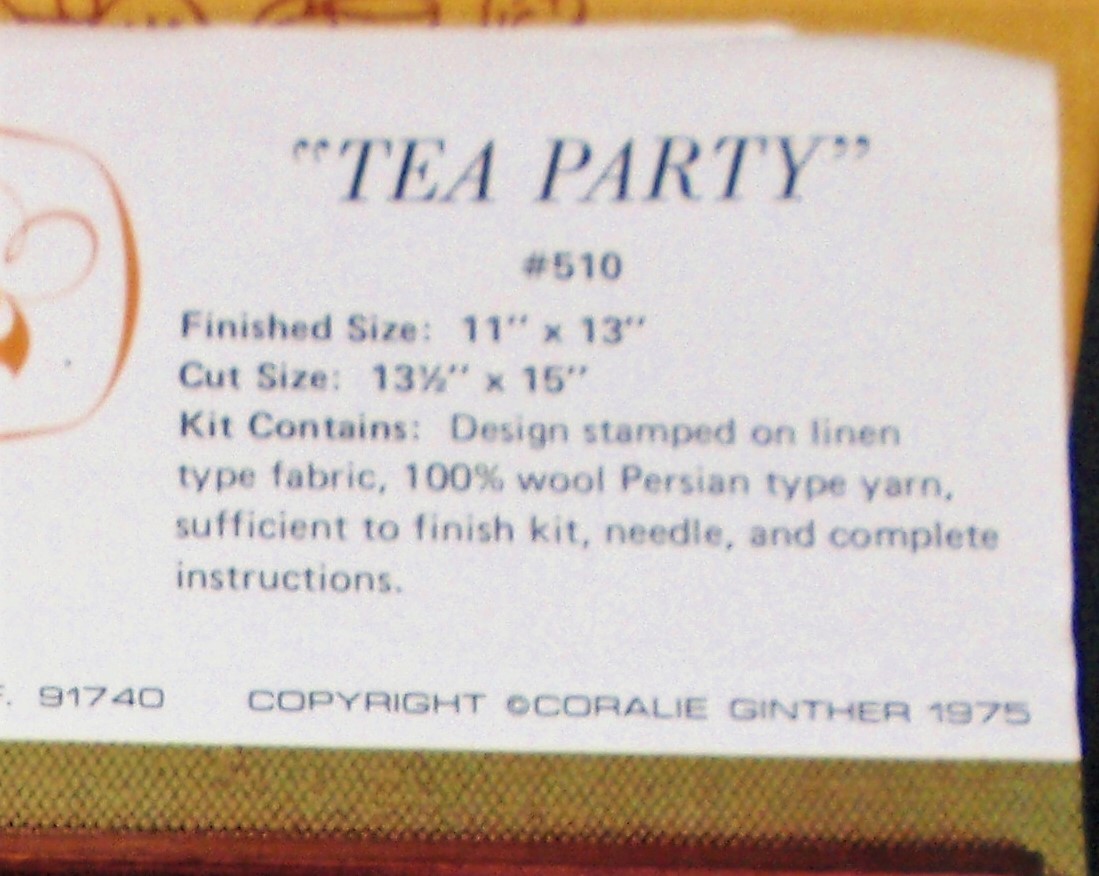 “TEA PARTY”
#510
Finished Size: 11’’ x 13’’
Cut Size: 13½’’ x 15’’
Kit Contains: Design stamped on linen
type fabric, 100% wool Persian type yarn,
sufficient to finish kit, needle, and complete
instructions.
91740 COPYRIGHT ©CORALIE GINTHER 1975